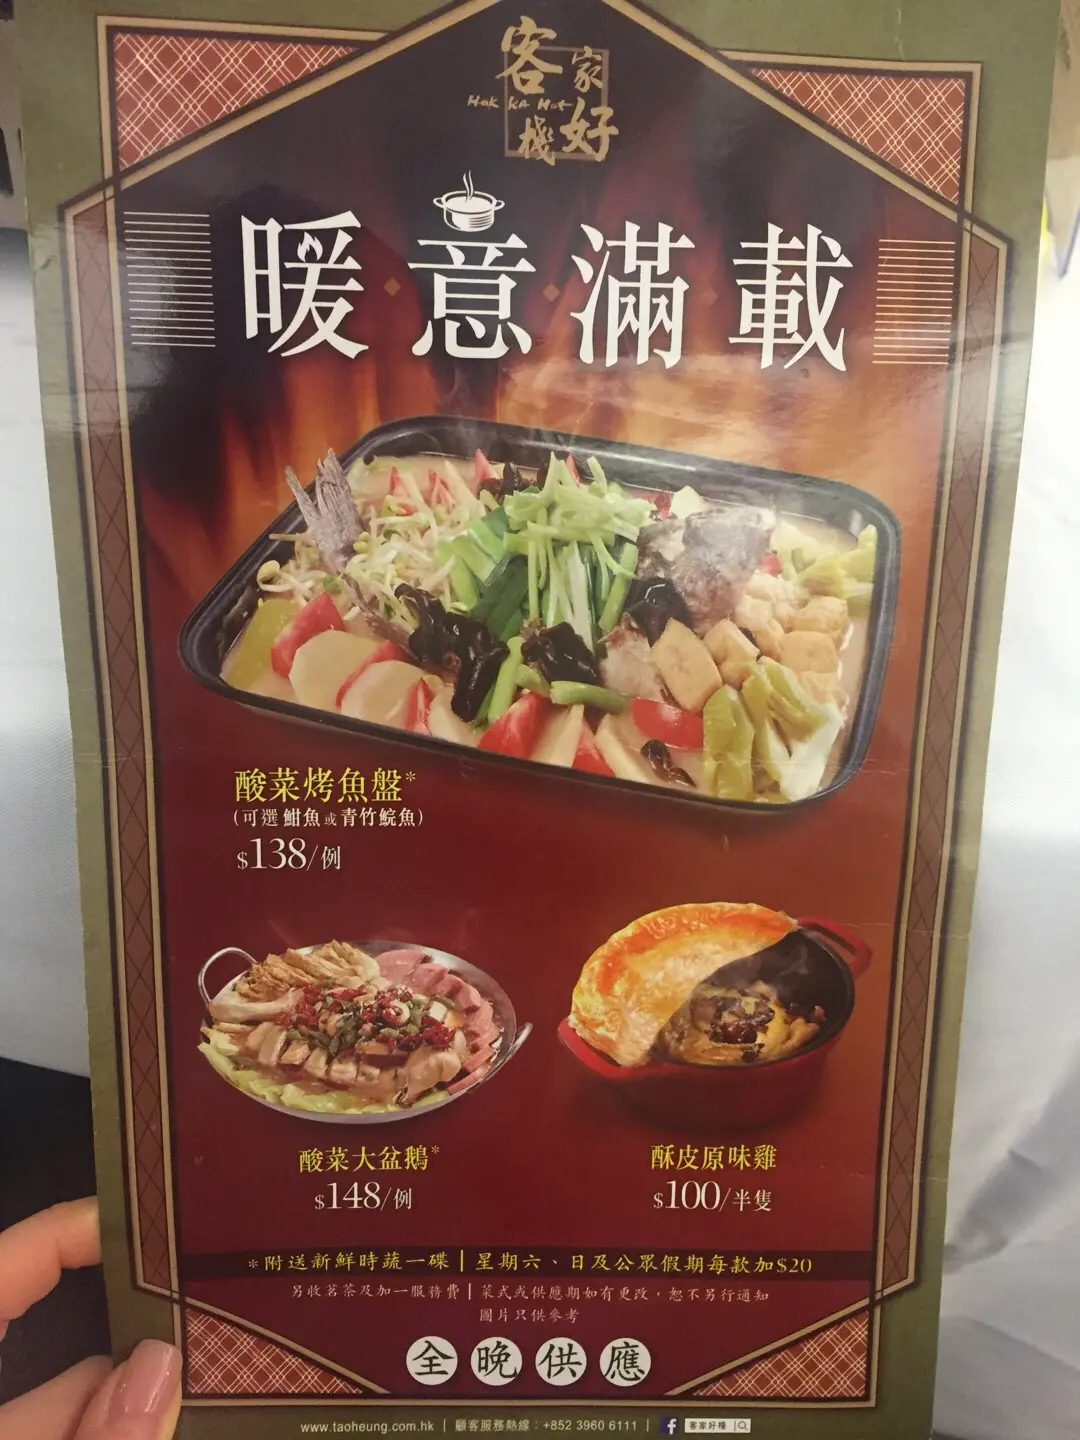 客家好棧
Hak Ka Hut
暖意滿載
酸菜烤魚盤*
(可選 鮒魚 或 青竹鯇魚)
$138/例
酸菜大盆鵝*
$148/例
酥皮原味雞
$100/半隻
*附送新鮮時蔬一碟 | 星期六、日及公眾假期每款加$20
另收茗茶及加一服務費 | 菜式或供應期如有更改，恕不另行通知
圖片只供參考
全晚供應
www.taoheung.com.hk | 顧客服務熱線：+852 3960 6111 | f 客家好棧